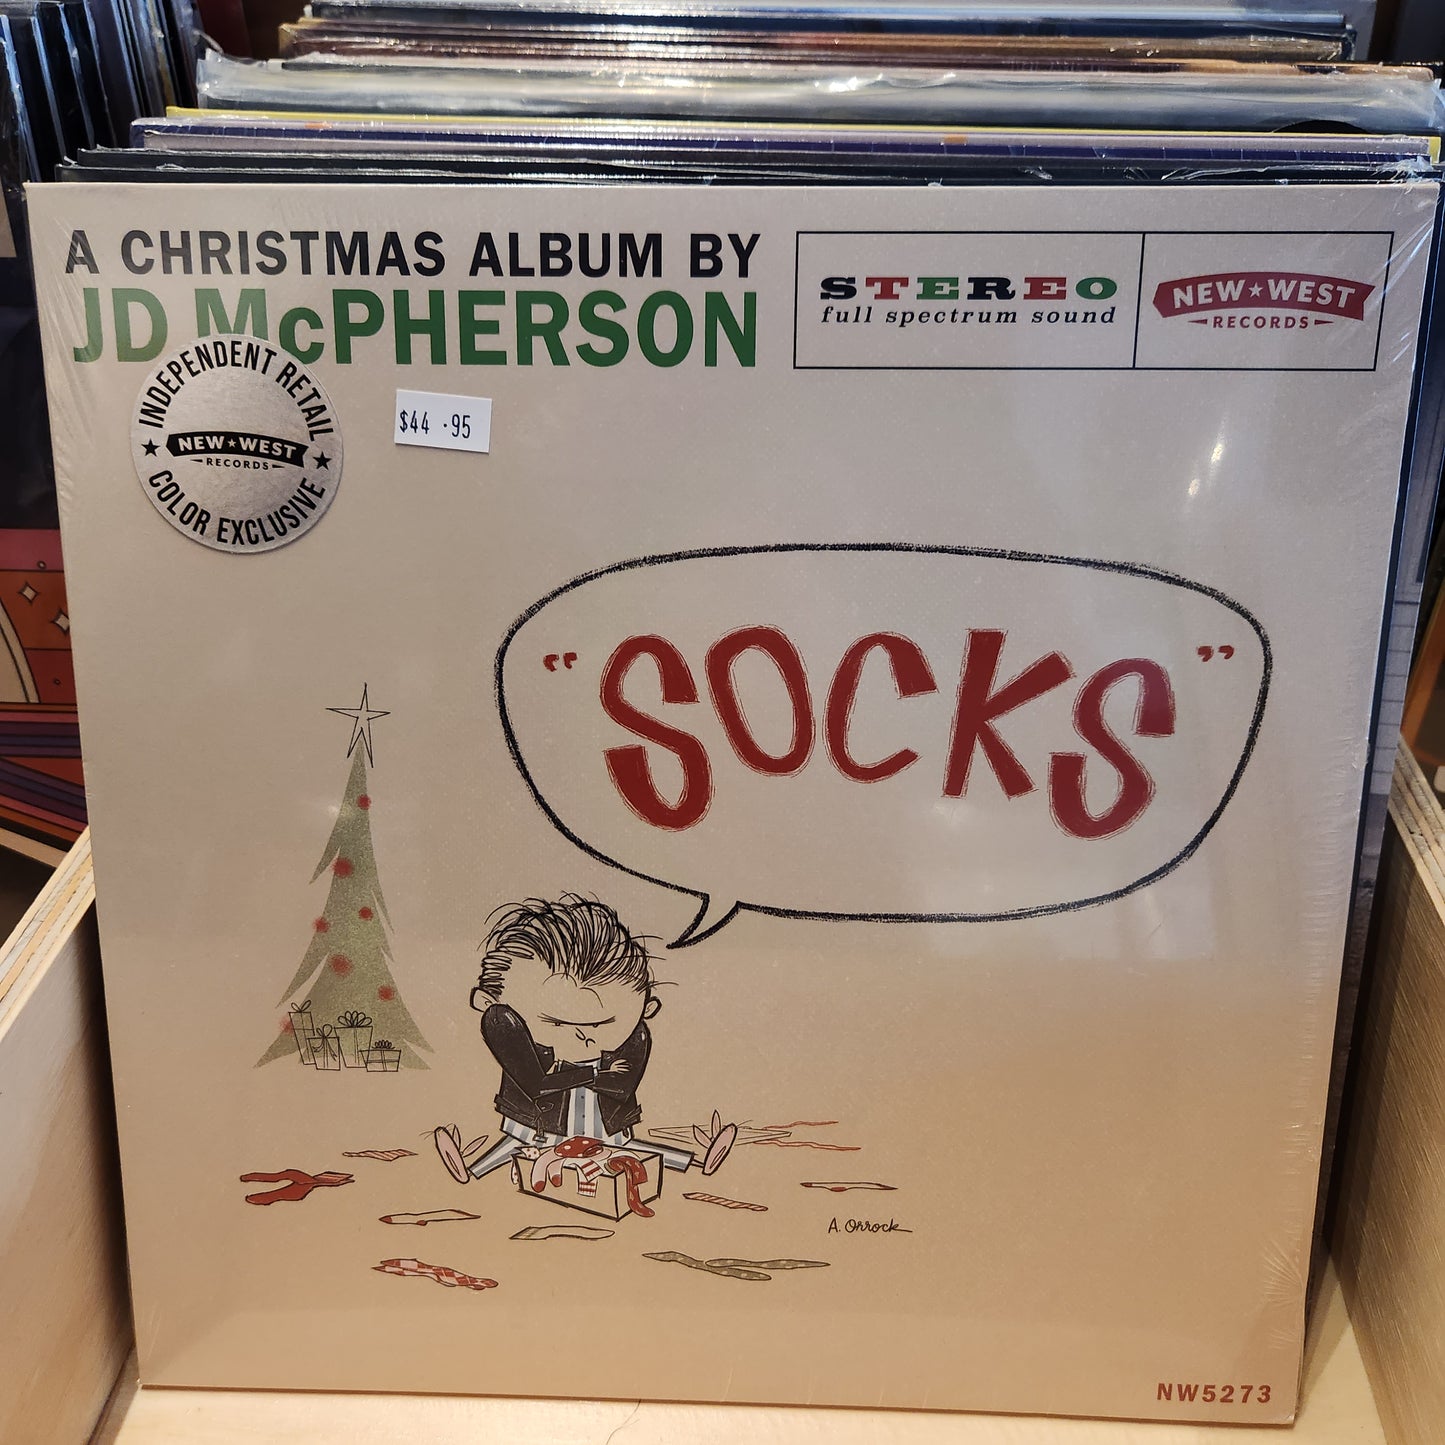 A CHRISTMAS ALBUM BY
JD McPHERSON
STEREO
full spectrum sound
NEW★WEST
RECORDS
INDEPENDENT RETAIL
NEW★WEST
RECORDS
COLOR EXCLUSIVE
$44.95
“SOCKS”
A. Orrock
NW5273